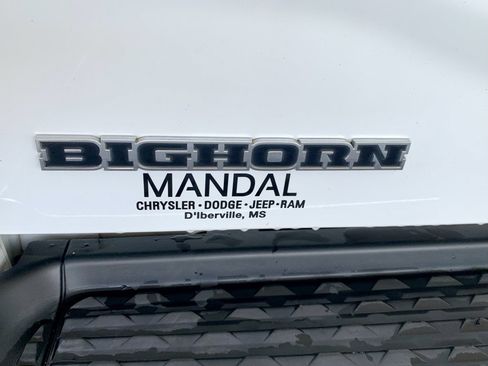 BIGHORN
MANDAL
CHRYSLER • DODGE • JEEP • RAM
D'Iberville, MS